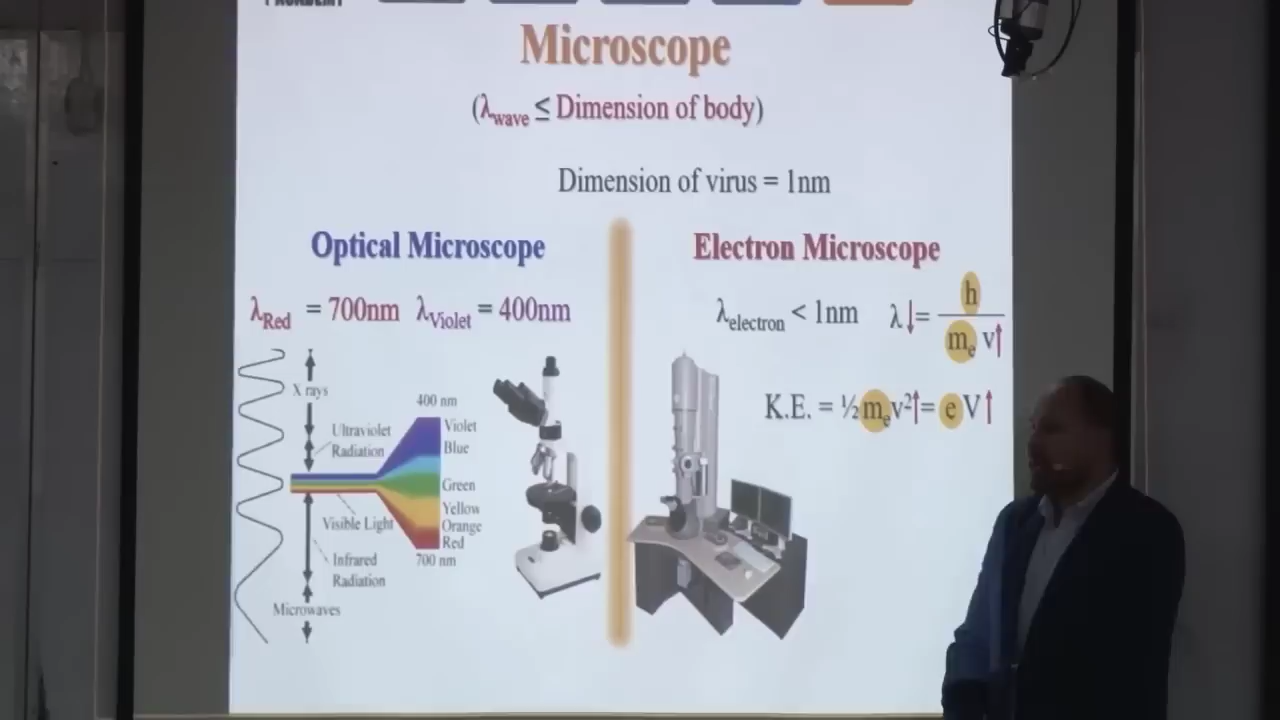 ACADEMY
Microscope
(λwave ≤ Dimension of body)
Dimension of virus = 1nm
Optical Microscope
λRed = 700nm λViolet = 400nm
X rays
Ultraviolet
Radiation
Visible Light
Infrared
Radiation
Microwaves
400 nm
Violet
Blue
Green
Yellow
Orange
Red
700 nm
Electron Microscope
λelectron < 1nm λ↓= h / me v↑
K.E. = ½ mev²↑= e V↑